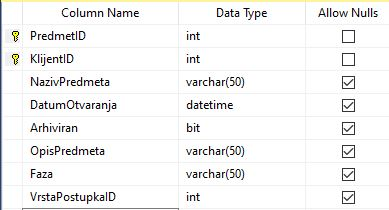 Column Name Data Type Allow Nulls
PredmetID int
KlijentID int
NazivPredmeta varchar(50)
DatumOtvaranja datetime
Arhiviran bit
OpisPredmeta varchar(50)
Faza varchar(50)
VrstaPostupkaID int